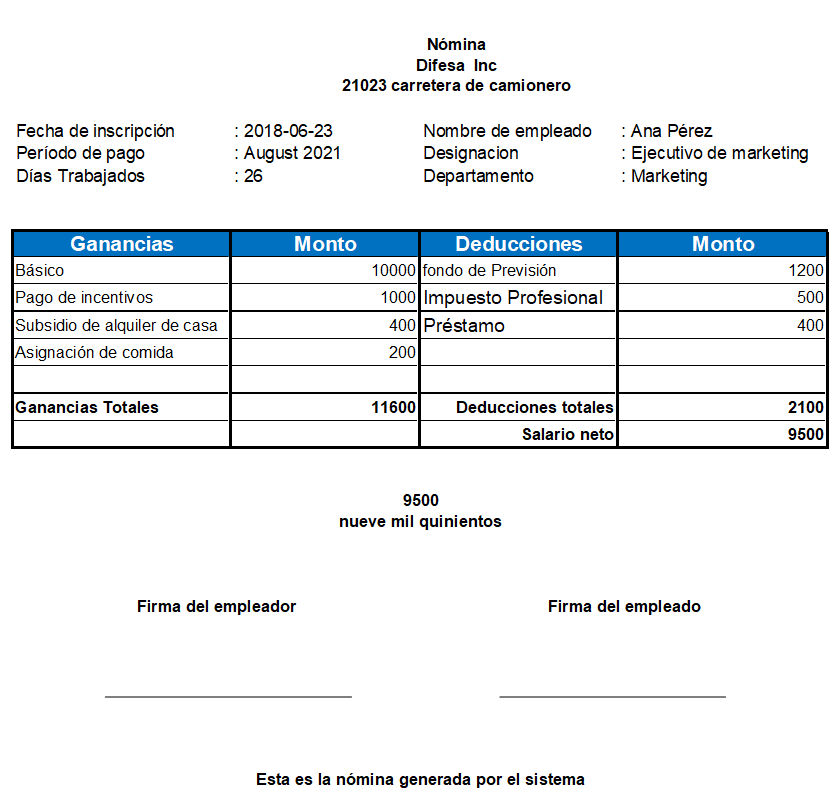 Nómina
Difesa Inc
21023 carretera de camionero
Fecha de inscripción : 2018-06-23 Nombre de empleado : Ana Pérez
Período de pago : August 2021 Designacion : Ejecutivo de marketing
Días Trabajados : 26 Departamento : Marketing
Ganancias Monto Deducciones Monto
Básico 10000 fondo de Previsión 1200
Pago de incentivos 1000 Impuesto Profesional 500
Subsidio de alquiler de casa 400 Préstamo 400
Asignación de comida 200
Ganancias Totales 11600 Deducciones totales 2100
Salario neto 9500
9500
nueve mil quinientos
Firma del empleador Firma del empleado
Esta es la nómina generada por el sistema